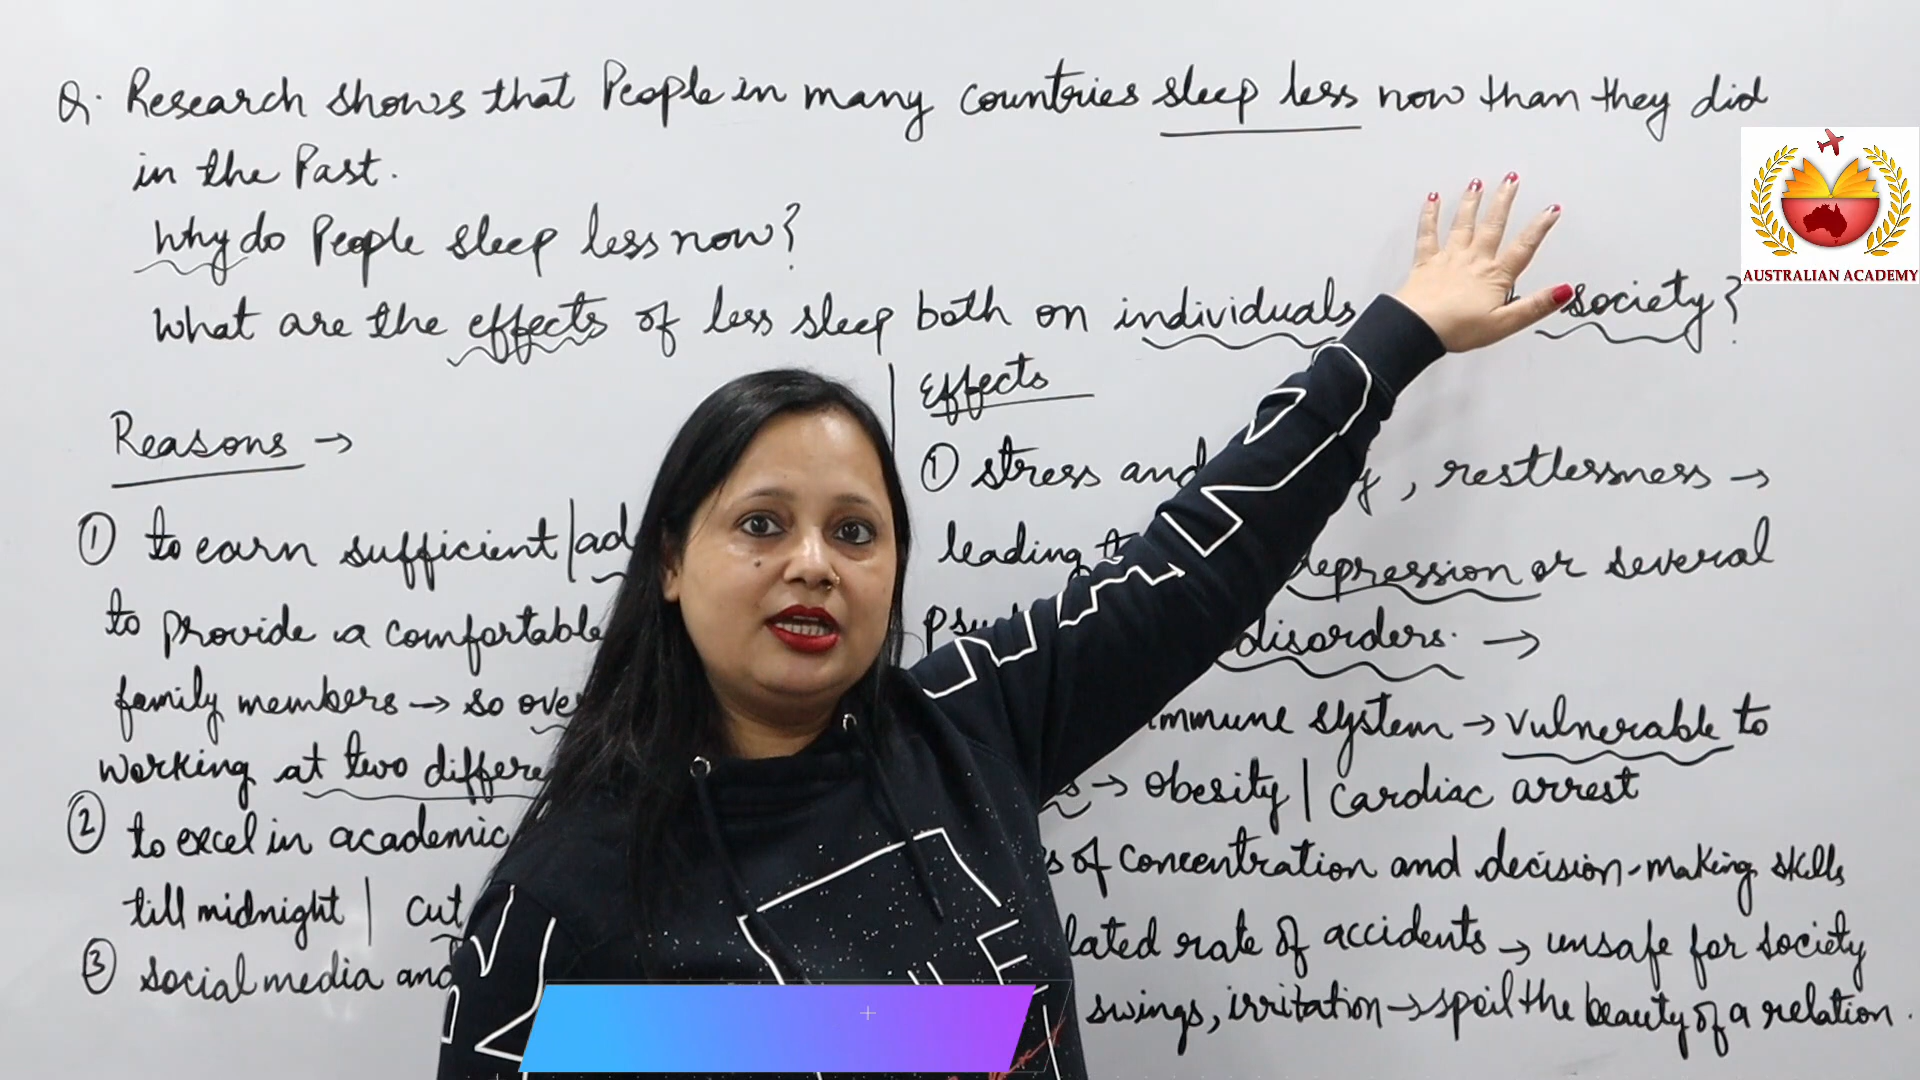 Q. Research shows that People in many countries sleep less now than they did
in the Past.
Why do People sleep less now?
What are the effects of less sleep both on individuals society?
AUSTRALIAN ACADEMY
Reasons →
① to earn sufficient |
to provide a comfortable
family members → so
working at two
② to excel in academic
till midnight | cut
③ social media and
Effects
① stress and , restlessness →
leading
depression or several
disorders. →
immune system → vulnerable to
→ obesity | cardiac arrest
of concentration and decision-making skills
rate of accidents → unsafe for society
swings, irritation → spoil the beauty of a relation.